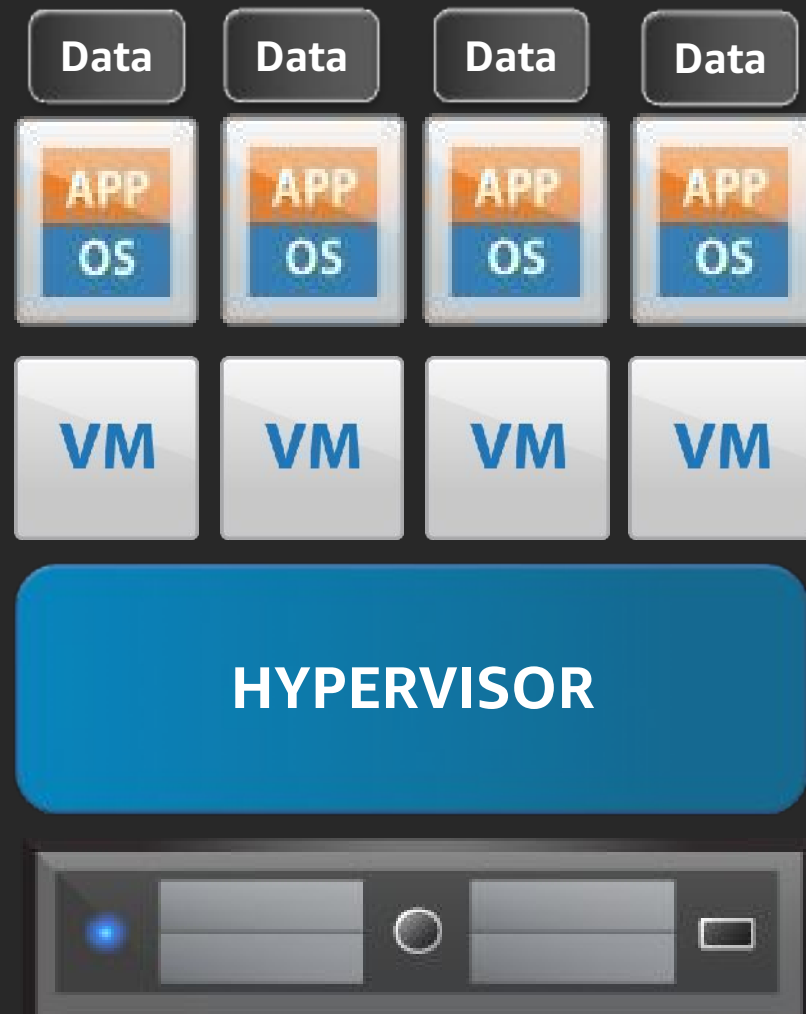 Data Data Data Data
APP APP APP APP
OS OS OS OS
VM VM VM VM
HYPERVISOR